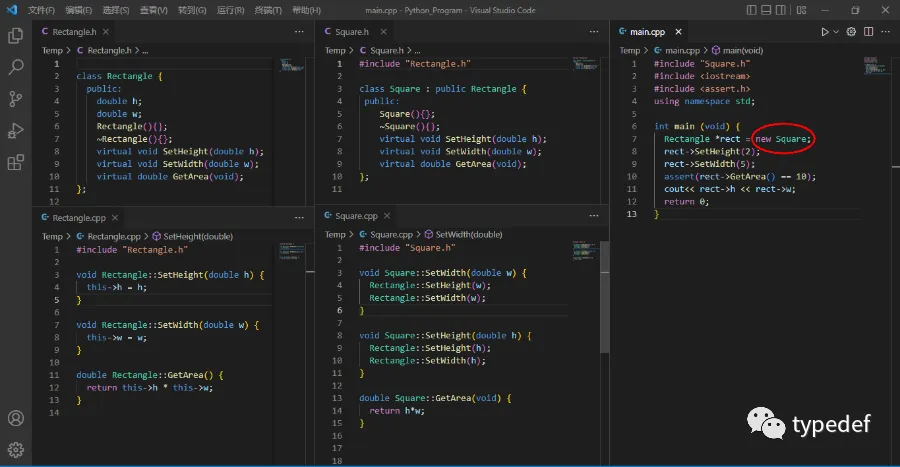 文件(F) 编辑(E) 选择(S) 查看(V) 转到(G) 运行(R) 终端(T) 帮助(H) main.cpp - Python_Program - Visual Studio Code
Rectangle.h
Temp > Rectangle.h > ...
1
2 class Rectangle {
3 public:
4 double h;
5 double w;
6 Rectangle(){};
7 ~Rectangle(){};
8 virtual void SetHeight(double h);
9 virtual void SetWidth(double w);
10 virtual double GetArea(void);
11 };
Rectangle.cpp
Temp > Rectangle.cpp > SetHeight(double)
1 #include "Rectangle.h"
2
3 void Rectangle::SetHeight(double h) {
4 this->h = h;
5 }
6
7 void Rectangle::SetWidth(double w) {
8 this->w = w;
9 }
10
11 double Rectangle::GetArea() {
12 return this->h * this->w;
13 }
14
Square.h
Temp > Square.h > ...
1 #include "Rectangle.h"
2
3 class Square : public Rectangle {
4 public:
5 Square(){};
6 ~Square(){};
7 virtual void SetHeight(double h);
8 virtual void SetWidth(double w);
9 virtual double GetArea(void);
10 };
11
Square.cpp
Temp > Square.cpp > SetWidth(double)
1 #include "Square.h"
2
3 void Square::SetWidth(double w) {
4 Rectangle::SetHeight(w);
5 Rectangle::SetWidth(w);
6 }
7
8 void Square::SetHeight(double h) {
9 Rectangle::SetHeight(h);
10 Rectangle::SetWidth(h);
11 }
12
13 double Square::GetArea(void) {
14 return h*w;
15 }
16
17
18
main.cpp
Temp > main.cpp > main(void)
1 #include "Square.h"
2 #include <iostream>
3 #include <assert.h>
4 using namespace std;
5
6 int main (void) {
7 Rectangle *rect = new Square;
8 rect->SetHeight(2);
9 rect->SetWidth(5);
10 assert(rect->GetArea() == 10);
11 cout<< rect->h << rect->w;
12 return 0;
13 }
typedef